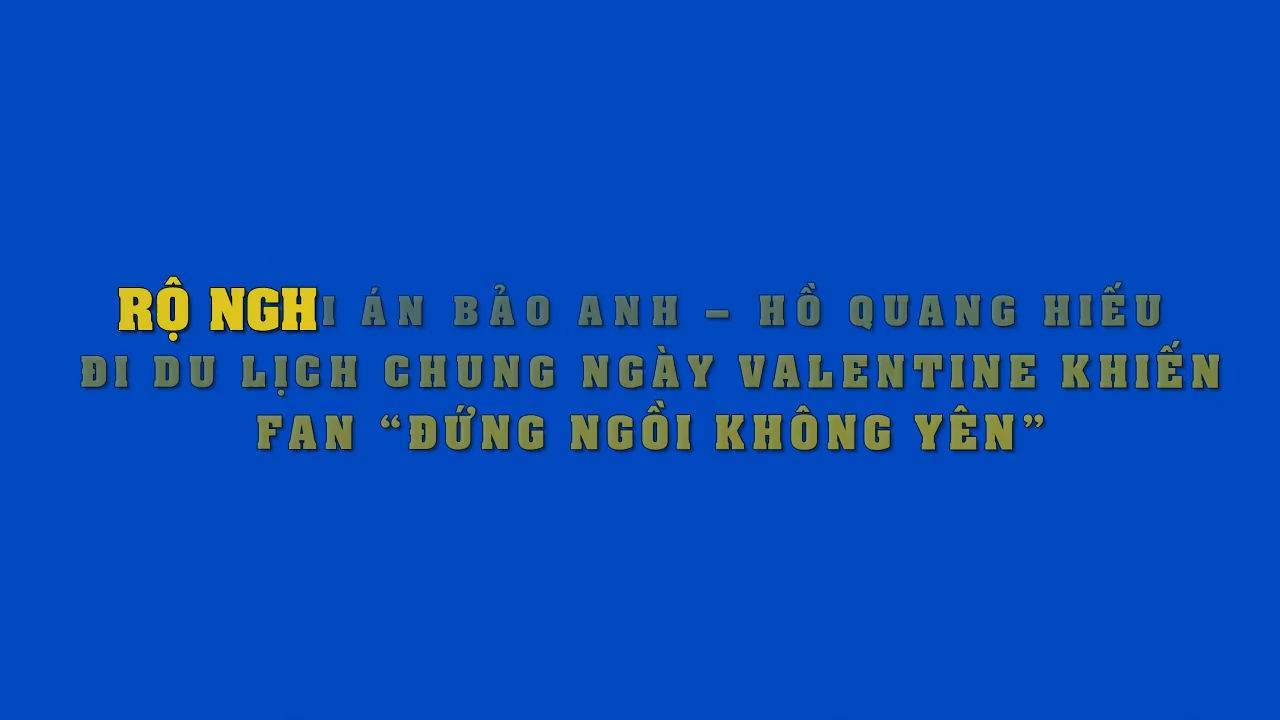 RỘ NGHI ÁN BẢO ANH – HỒ QUANG HIẾU
ĐI DU LỊCH CHUNG NGÀY VALENTINE KHIẾN
FAN “ĐỨNG NGỒI KHÔNG YÊN”